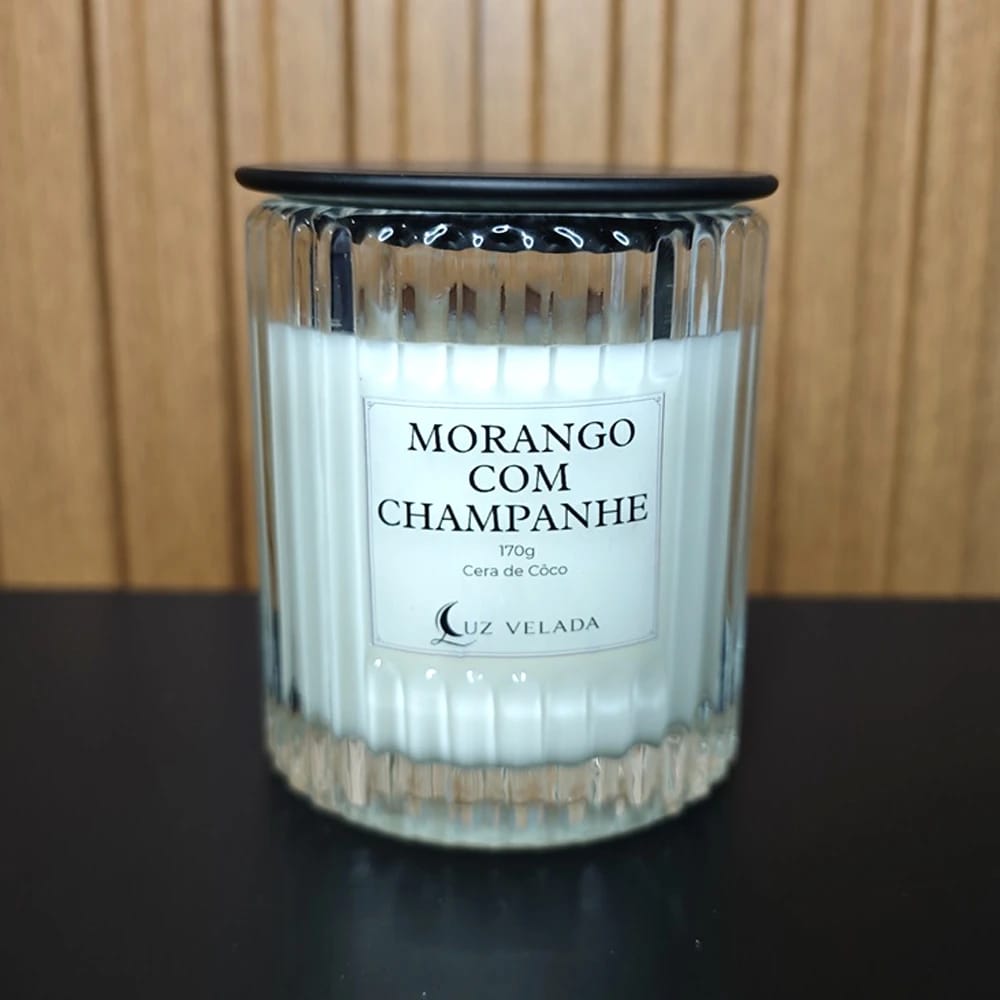 MORANGO
COM
CHAMPANHE
170g
Cera de Côco
LUZ VELADA